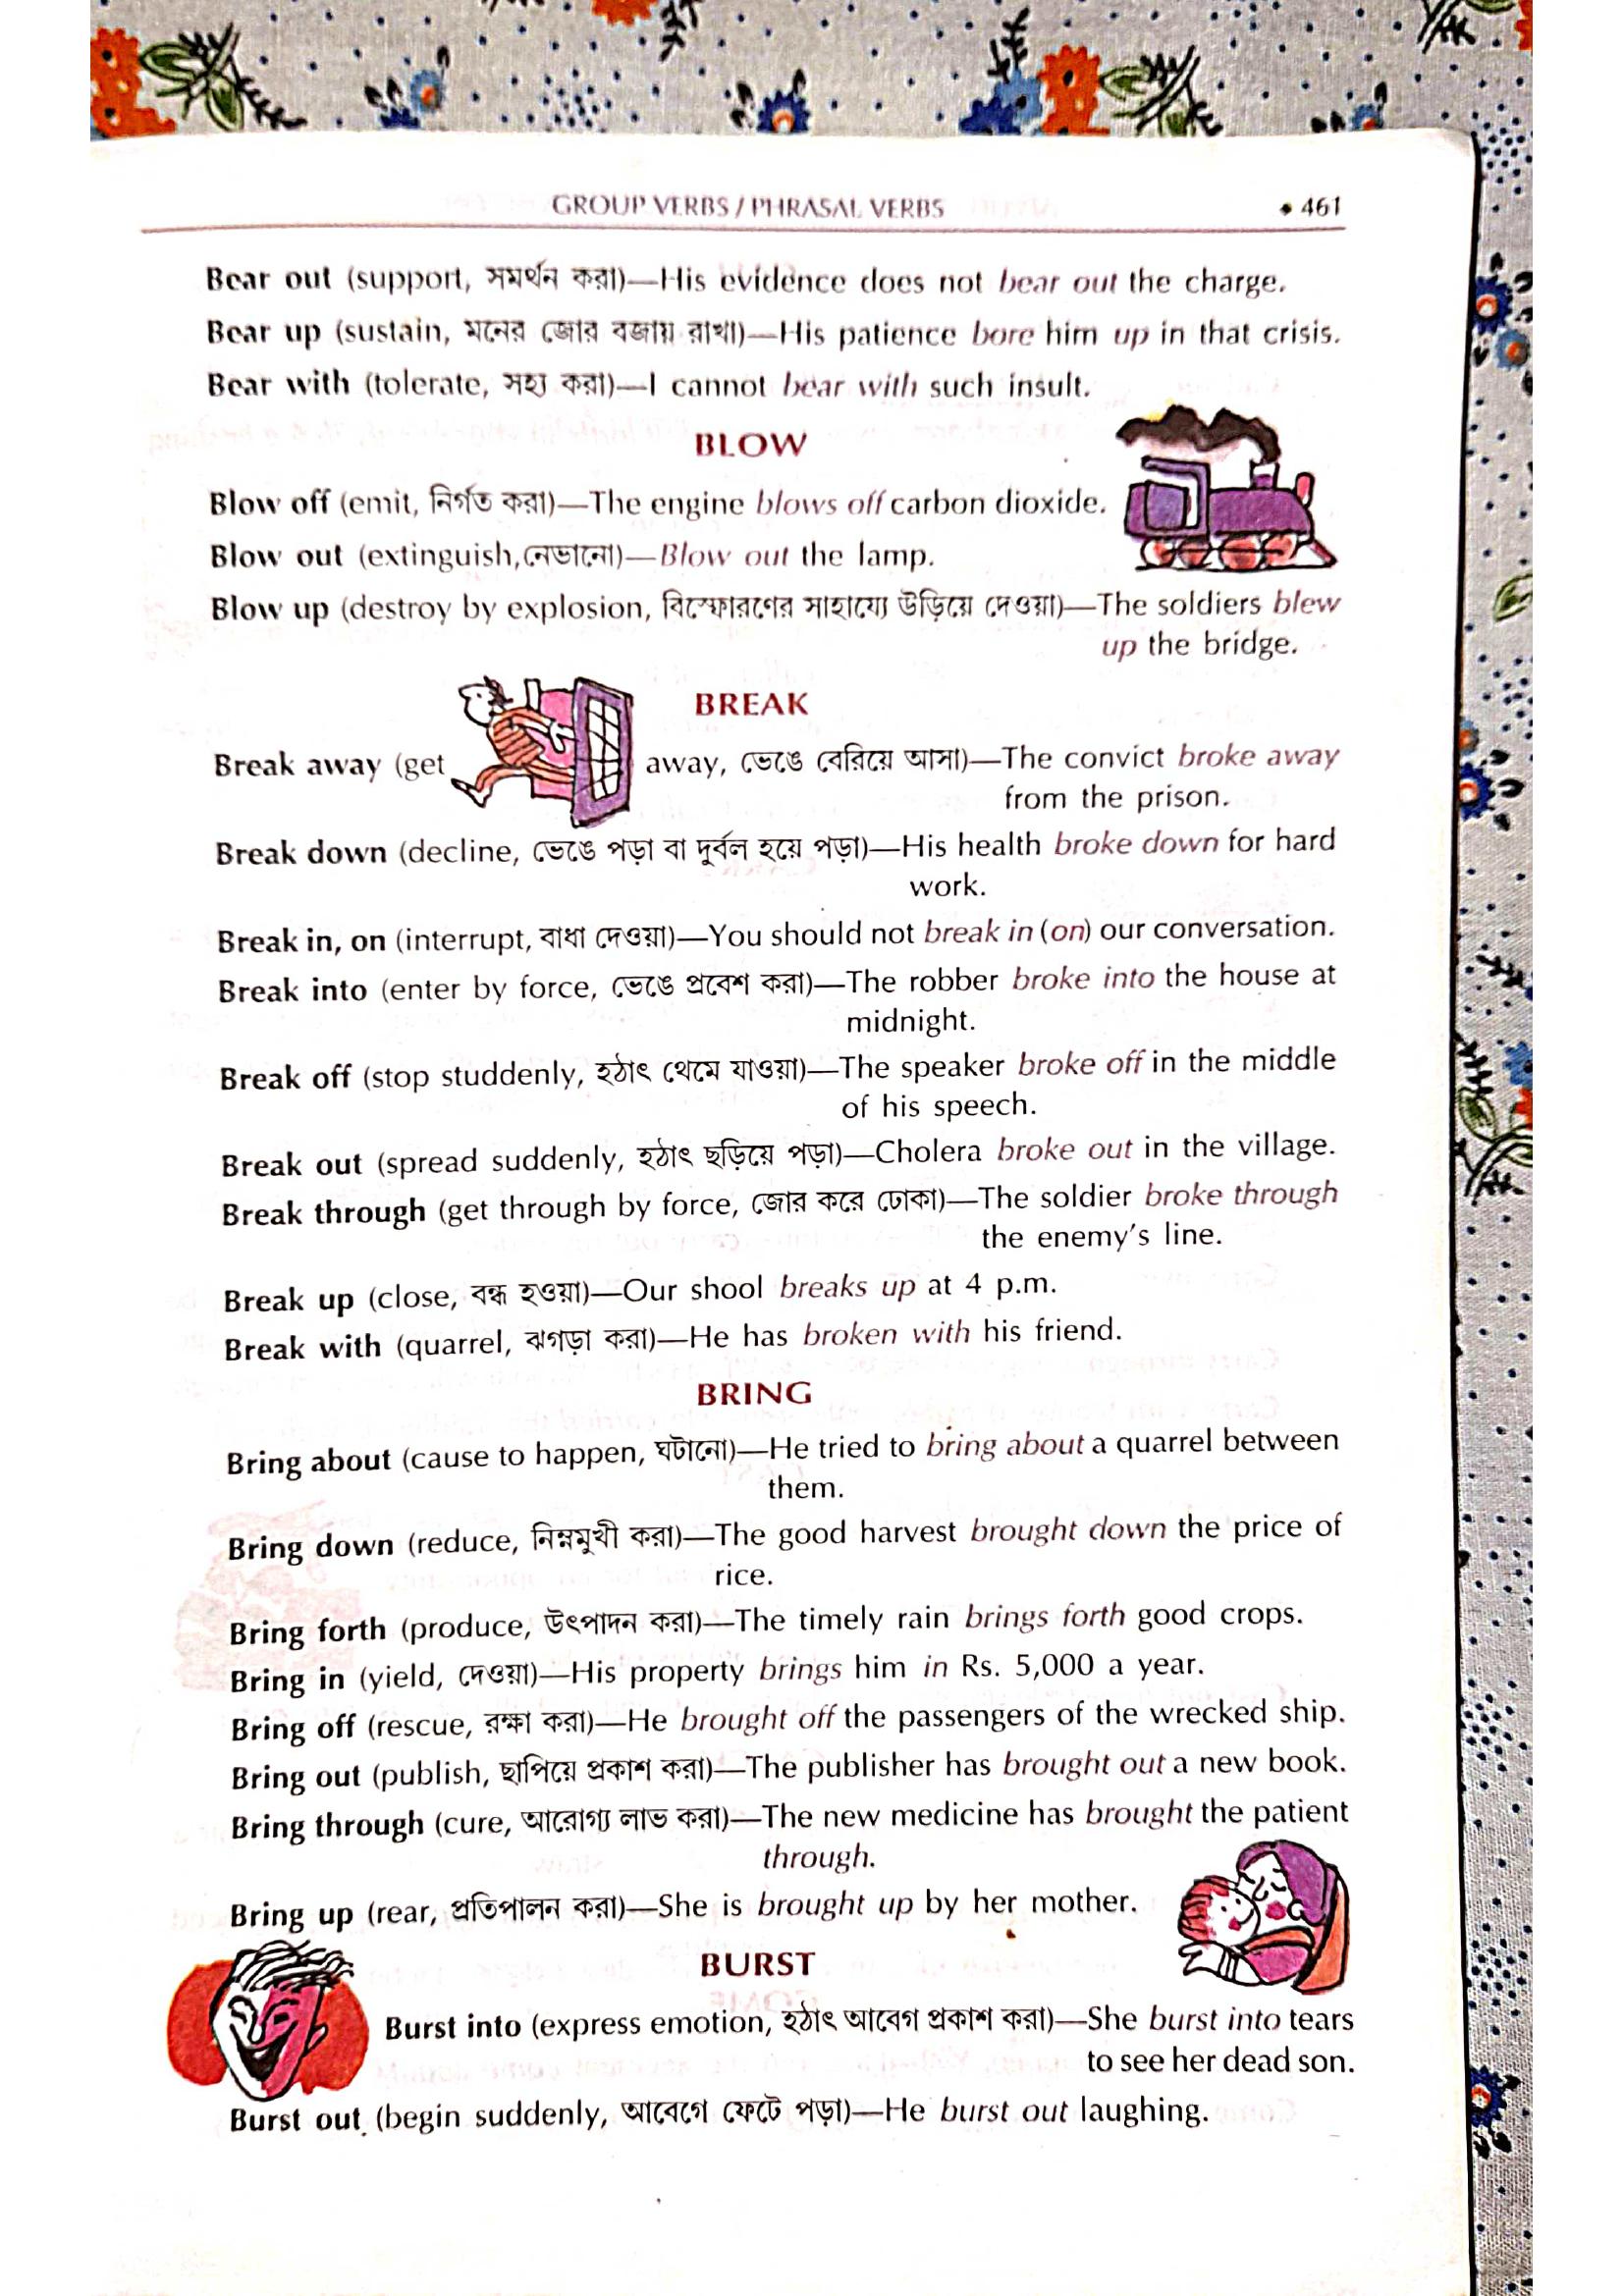 GROUP VERBS / PHRASAL VERBS • 461
Bear out (support, সমর্থন করা)—His evidence does not bear out the charge.
Bear up (sustain, মনের জোর বজায় রাখা)—His patience bore him up in that crisis.
Bear with (tolerate, সহ্য করা)—I cannot bear with such insult.
BLOW
Blow off (emit, নির্গত করা)—The engine blows off carbon dioxide.
Blow out (extinguish,নেভানো)—Blow out the lamp.
Blow up (destroy by explosion, বিস্ফোরণের সাহায্যে উড়িয়ে দেওয়া)—The soldiers blew
up the bridge.
BREAK
Break away (get away, ভেঙে বেরিয়ে আসা)—The convict broke away
from the prison.
Break down (decline, ভেঙে পড়া বা দুর্বল হয়ে পড়া)—His health broke down for hard
work.
Break in, on (interrupt, বাধা দেওয়া)—You should not break in (on) our conversation.
Break into (enter by force, ভেঙে প্রবেশ করা)—The robber broke into the house at
midnight.
Break off (stop studdenly, হঠাৎ থেমে যাওয়া)—The speaker broke off in the middle
of his speech.
Break out (spread suddenly, হঠাৎ ছড়িয়ে পড়া)—Cholera broke out in the village.
Break through (get through by force, জোর করে ঢোকা)—The soldier broke through
the enemy's line.
Break up (close, বন্ধ হওয়া)—Our shool breaks up at 4 p.m.
Break with (quarrel, ঝগড়া করা)—He has broken with his friend.
BRING
Bring about (cause to happen, ঘটানো)—He tried to bring about a quarrel between
them.
Bring down (reduce, নিম্নমুখী করা)—The good harvest brought down the price of
rice.
Bring forth (produce, উৎপাদন করা)—The timely rain brings forth good crops.
Bring in (yield, দেওয়া)—His property brings him in Rs. 5,000 a year.
Bring off (rescue, রক্ষা করা)—He brought off the passengers of the wrecked ship.
Bring out (publish, ছাপিয়ে প্রকাশ করা)—The publisher has brought out a new book.
Bring through (cure, আরোগ্য লাভ করা)—The new medicine has brought the patient
through.
Bring up (rear, প্রতিপালন করা)—She is brought up by her mother.
BURST
Burst into (express emotion, হঠাৎ আবেগ প্রকাশ করা)—She burst into tears
to see her dead son.
Burst out (begin suddenly, আবেগে ফেটে পড়া)—He burst out laughing.